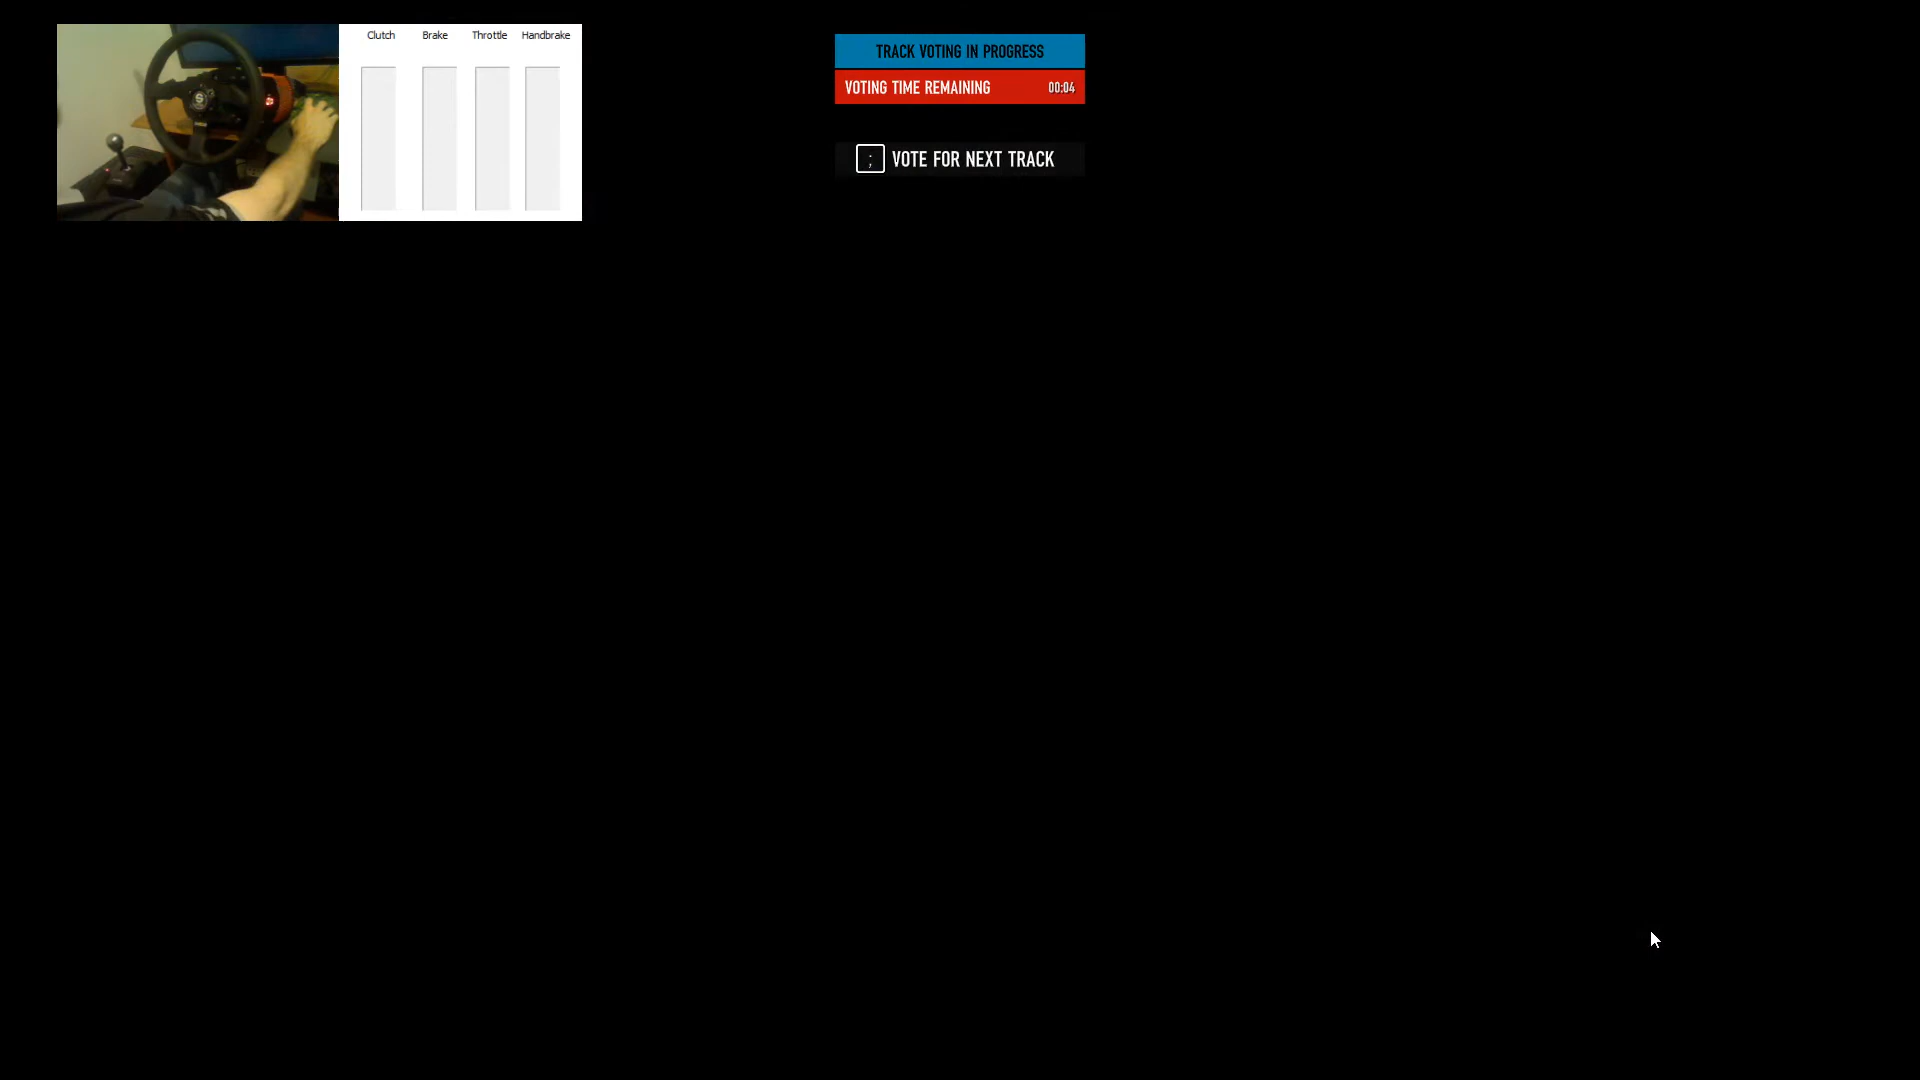 Clutch Brake Throttle Handbrake
TRACK VOTING IN PROGRESS
VOTING TIME REMAINING 00:04
; VOTE FOR NEXT TRACK